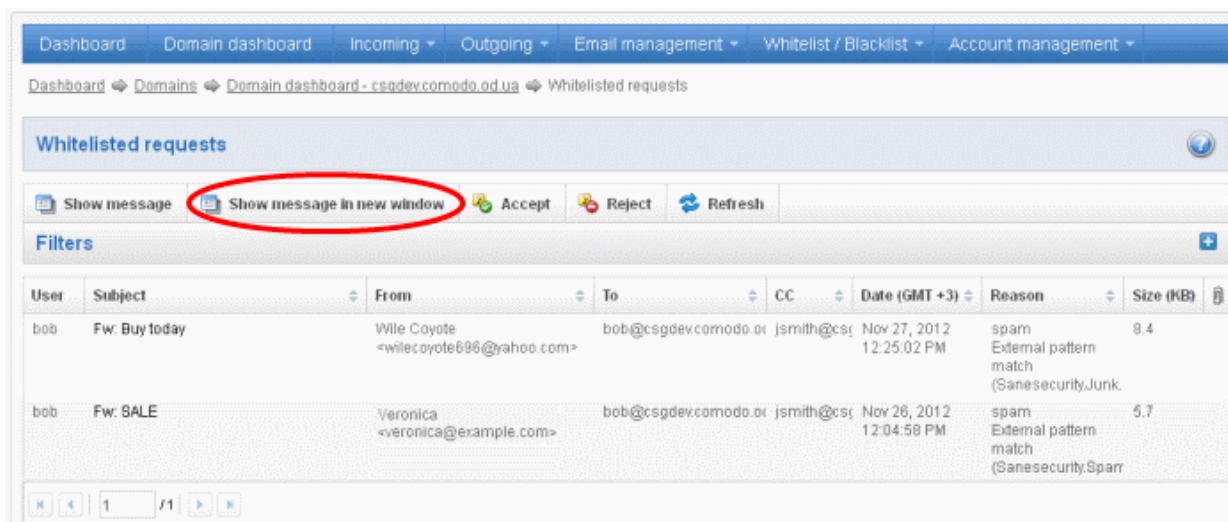 Dashboard Domain dashboard Incoming Outgoing Email management Whitelist / Blacklist Account management
Dashboard Domains Domain dashboard - csgdev.comodo.od.ua Whitelisted requests
Whitelisted requests
Show message Show message in new window Accept Reject Refresh
Filters
User Subject From To CC Date (GMT +3) Reason Size (KB)
bob Fw: Buy today Wile Coyote bob@csgdev.comodo.or jsmith@csg Nov 27, 2012 spam 8.4
<wilecoyote696@yahoo.com> 12:25:02 PM External pattern
match
(Sanesecurity.Junk.
bob Fw: SALE Veronica bob@csgdev.comodo.or jsmith@csg Nov 26, 2012 spam 5.7
<veronica@example.com> 12:04:58 PM External pattern
match
(Sanesecurity.Spam
1 /1